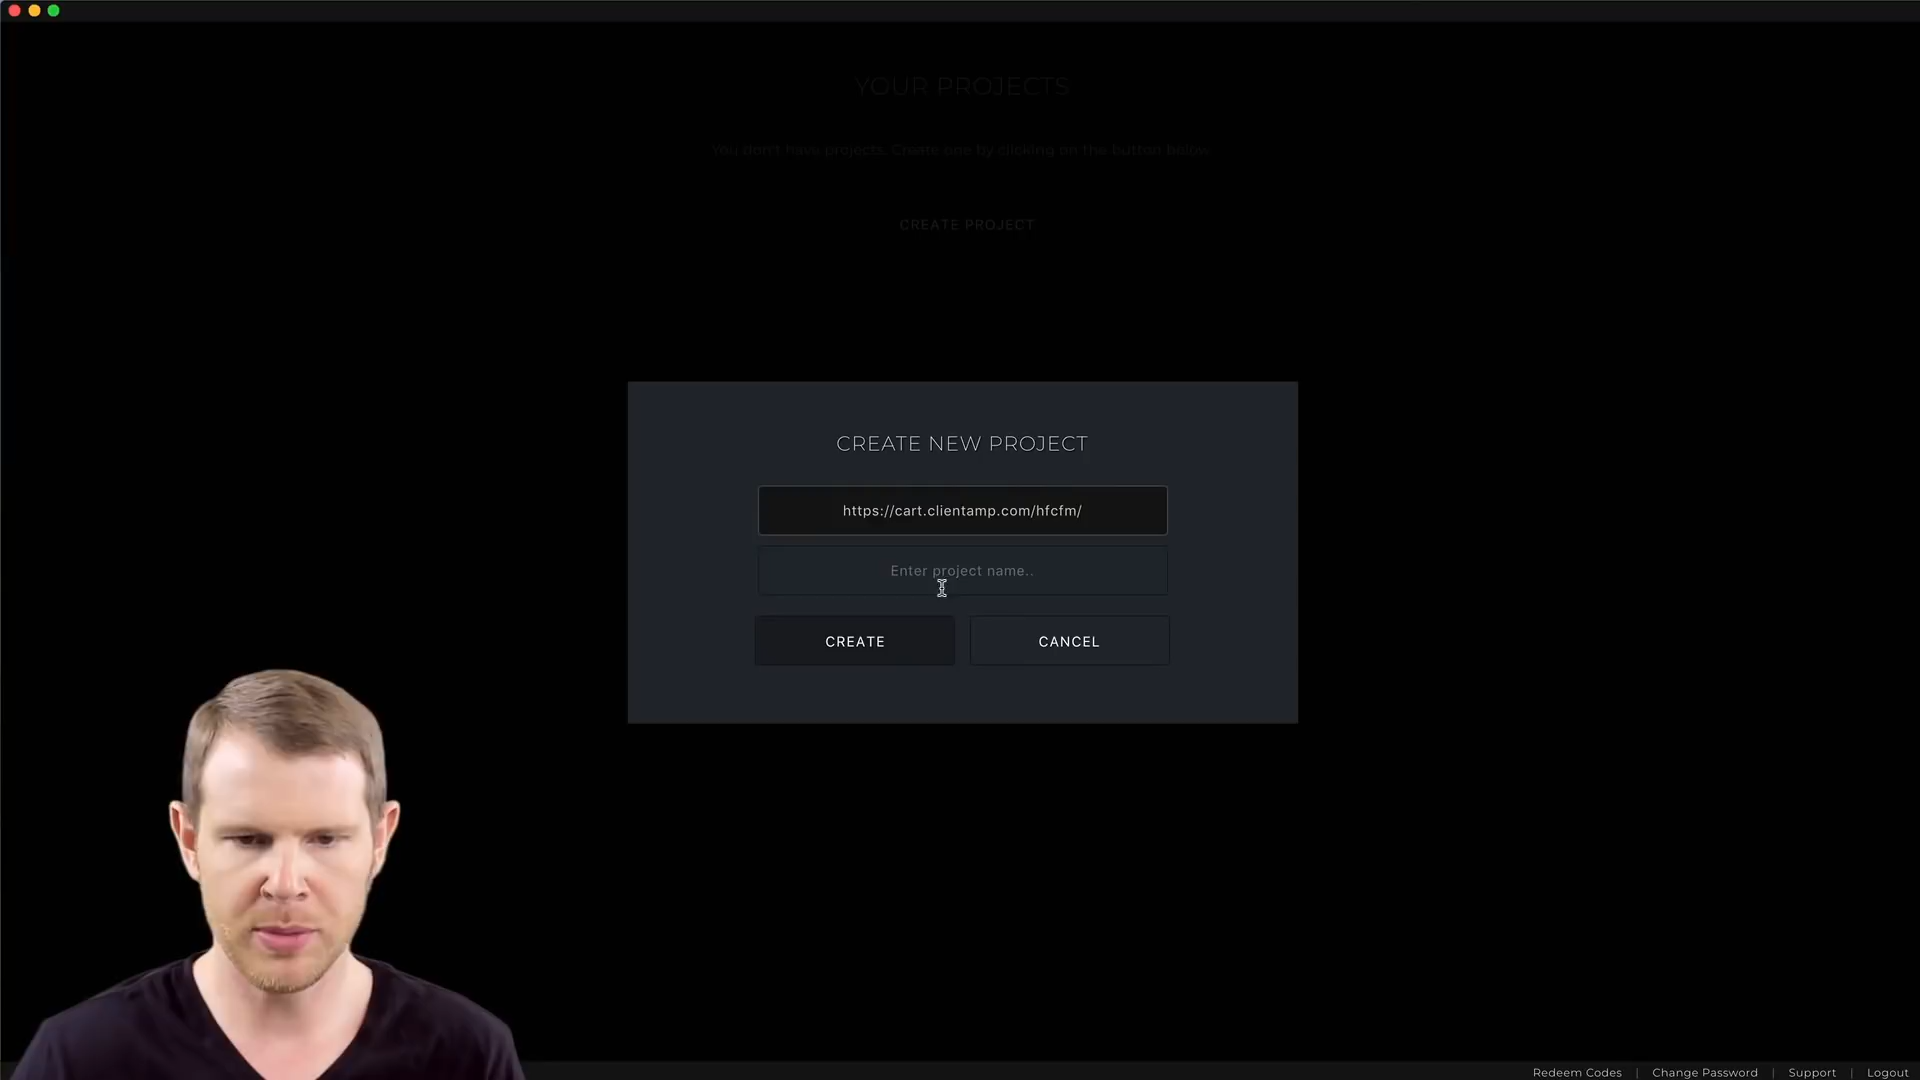 YOUR PROJECTS
You don't have projects. Create one by clicking on the button below
CREATE PROJECT
CREATE NEW PROJECT
https://cart.clientamp.com/hfcfm/
Enter project name..
CREATE
CANCEL
Redeem Codes | Change Password | Support | Logout